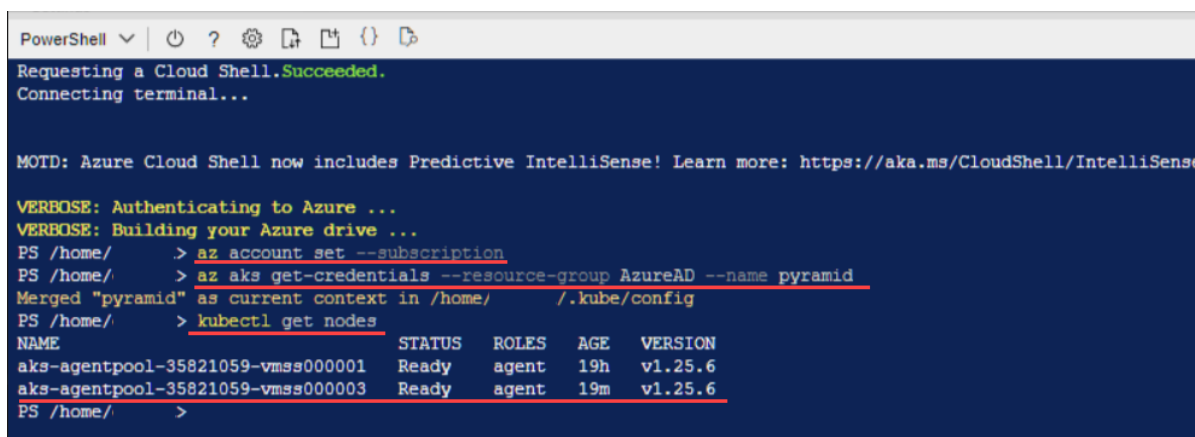 PowerShell ?
Requesting a Cloud Shell.Succeeded.
Connecting terminal...
MOTD: Azure Cloud Shell now includes Predictive IntelliSense! Learn more: https://aka.ms/CloudShell/IntelliSense
VERBOSE: Authenticating to Azure ...
VERBOSE: Building your Azure drive ...
PS /home/ > az account set --subscription
PS /home/ > az aks get-credentials --resource-group AzureAD --name pyramid
Merged "pyramid" as current context in /home/ /.kube/config
PS /home/ > kubectl get nodes
NAME STATUS ROLES AGE VERSION
aks-agentpool-35821059-vmss000001 Ready agent 19h v1.25.6
aks-agentpool-35821059-vmss000003 Ready agent 19m v1.25.6
PS /home/ >